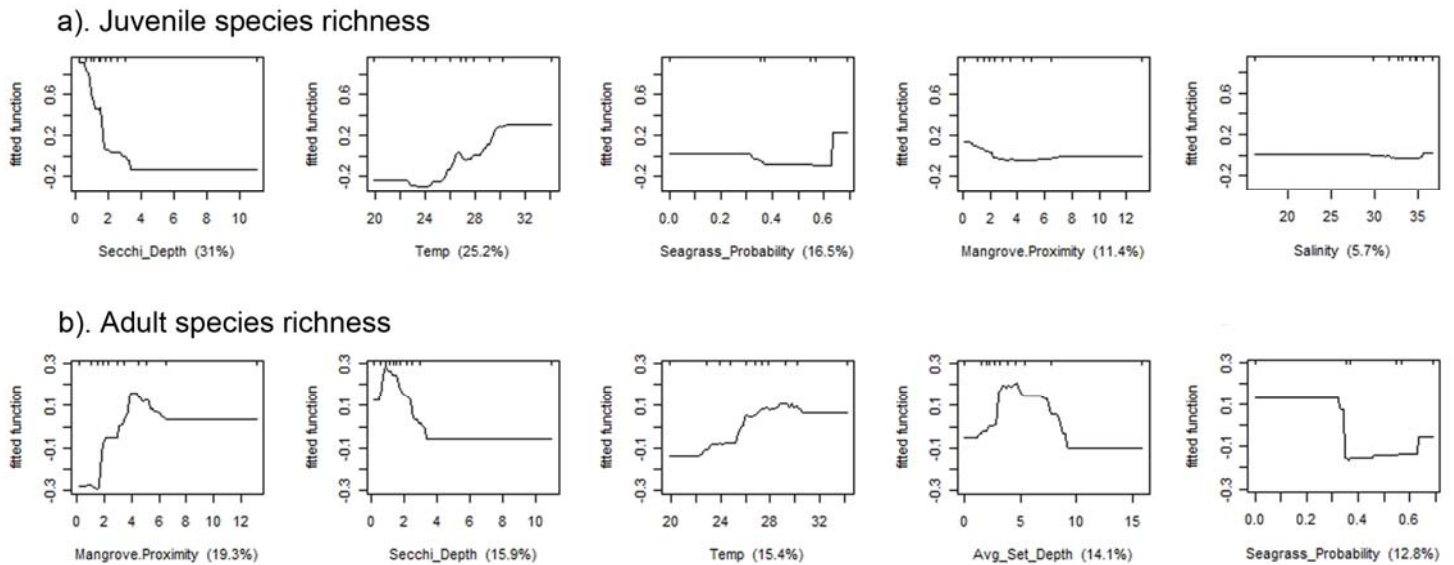 a). Juvenile species richness
fitted function
-0.2 0.2 0.6
0 2 4 6 8 10
Secchi_Depth (31%)
fitted function
-0.2 0.2 0.6
20 24 28 32
Temp (25.2%)
fitted function
-0.2 0.2 0.6
0.0 0.2 0.4 0.6
Seagrass_Probability (16.5%)
fitted function
-0.2 0.2 0.6
0 2 4 6 8 10 12
Mangrove.Proximity (11.4%)
fitted function
-0.2 0.2 0.6
20 25 30 35
Salinity (5.7%)
b). Adult species richness
fitted function
-0.3 -0.1 0.1 0.3
0 2 4 6 8 10 12
Mangrove.Proximity (19.3%)
fitted function
-0.3 -0.1 0.1 0.3
0 2 4 6 8 10
Secchi_Depth (15.9%)
fitted function
-0.3 -0.1 0.1 0.3
20 24 28 32
Temp (15.4%)
fitted function
-0.3 -0.1 0.1 0.3
0 5 10 15
Avg_Set_Depth (14.1%)
fitted function
-0.3 -0.1 0.1 0.3
0.0 0.2 0.4 0.6
Seagrass_Probability (12.8%)